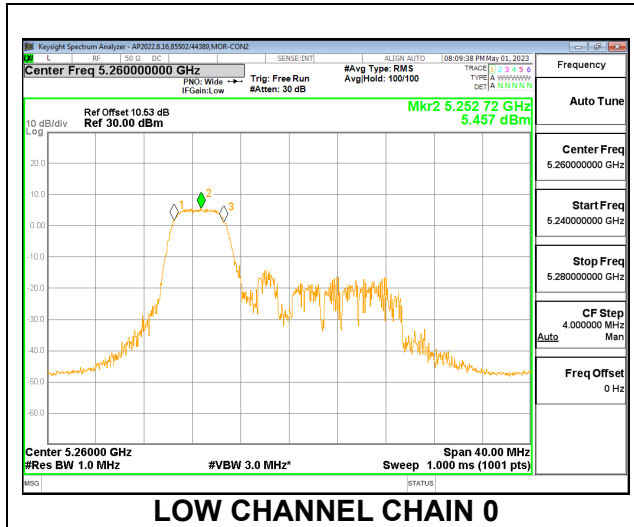 Keysight Spectrum Analyzer - AP2022.8.16,85502/44389,MOR-CON2
L RF 50 Ω DC SENSE:INT ALIGN AUTO 08:09:38 PM May 01, 2023
Center Freq 5.260000000 GHz
PNO: Wide
IFGain:Low
Trig: Free Run
#Atten: 30 dB
#Avg Type: RMS
Avg|Hold: 100/100
TRACE 1 2 3 4 5 6
TYPE A WWWWW
DET A N N N N N
Frequency
Auto Tune
Center Freq
5.260000000 GHz
Start Freq
5.240000000 GHz
Stop Freq
5.280000000 GHz
CF Step
4.000000 MHz
Auto Man
Freq Offset
0 Hz
Mkr2 5.252 72 GHz
5.457 dBm
Ref Offset 10.53 dB
10 dB/div Ref 30.00 dBm
Log
20.0
10.0
0.00
-10.0
-20.0
-30.0
-40.0
-50.0
-60.0
1
2
3
Center 5.26000 GHz Span 40.00 MHz
#Res BW 1.0 MHz #VBW 3.0 MHz* Sweep 1.000 ms (1001 pts)
MSG STATUS
LOW CHANNEL CHAIN 0